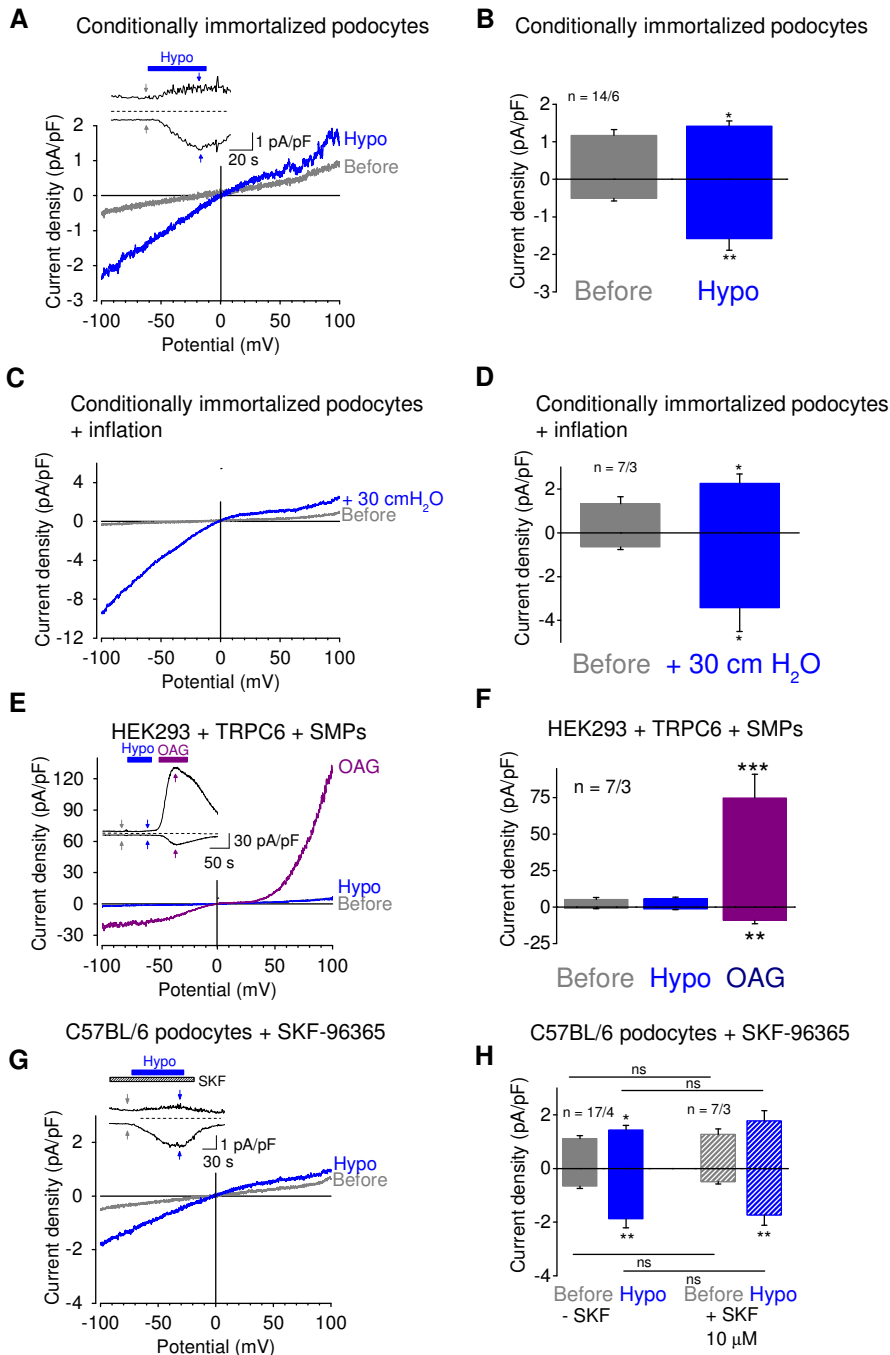 A
Conditionally immortalized podocytes
Hypo
1 pA/pF
20 s
Hypo
Before
Current density (pA/pF)
2
1
0
-1
-2
-3
-100
-50
0
50
100
Potential (mV)
B
Conditionally immortalized podocytes
n = 14/6
*
**
Current density (pA/pF)
2
1
0
1
-2
-3
Before
Hypo
C
Conditionally immortalized podocytes
+ inflation
+ 30 cmH2O
Before
Current density (pA/pF)
4
0
4
8
-12
-100
-50
0
50
100
Potential (mV)
D
Conditionally immortalized podocytes
+ inflation
n = 7/3
*
*
Current density (pA/pF)
2
0
-2
-4
Before
+ 30 cm H2O
E
HEK293 + TRPC6 + SMPs
Hypo
OAG
30 pA/pF
50 s
OAG
Hypo
Before
Current density (pA/pF)
120
90
60
30
0
-30
-100
-50
0
50
100
Potential (mV)
F
n = 7/3
***
**
Current density (pA/pF)
75
50
25
0
-25
Before
Hypo
OAG
G
C57BL/6 podocytes + SKF-96365
Hypo
SKF
1 pA/pF
30 s
Hypo
Before
Current density (pA/pF)
4
2
0
-2
-4
-100
-50
0
50
100
Potential (mV)
H
C57BL/6 podocytes + SKF-96365
ns
ns
n = 17/4
*
n = 7/3
**
**
ns
ns
Current density (pA/pF)
4
2
0
-2
-4
Before Hypo
Before Hypo
- SKF
+ SKF
10 µM